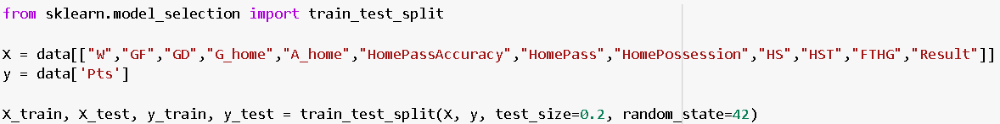 from sklearn.model_selection import train_test_split
X = data[["W","GF","GD","G_home","A_home","HomePassAccuracy","HomePass","HomePossession","HS","HST","FTHG","Result"]]
y = data['Pts']
X_train, X_test, y_train, y_test = train_test_split(X, y, test_size=0.2, random_state=42)